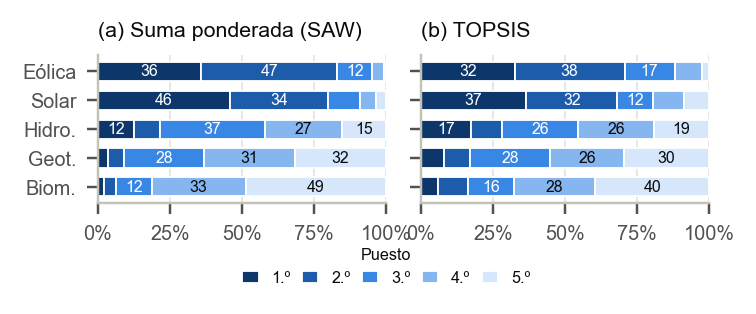 (a) Suma ponderada (SAW)
(b) TOPSIS
Eólica 36 47 12
32 38 17
Solar 46 34
37 32 12
Hidro. 12 37 27 15
17 26 26 19
Geot. 28 31 32
28 26 30
Biom. 12 33 49
16 28 40
0% 25% 50% 75% 100%
0% 25% 50% 75% 100%
Puesto
1.º 2.º 3.º 4.º 5.º